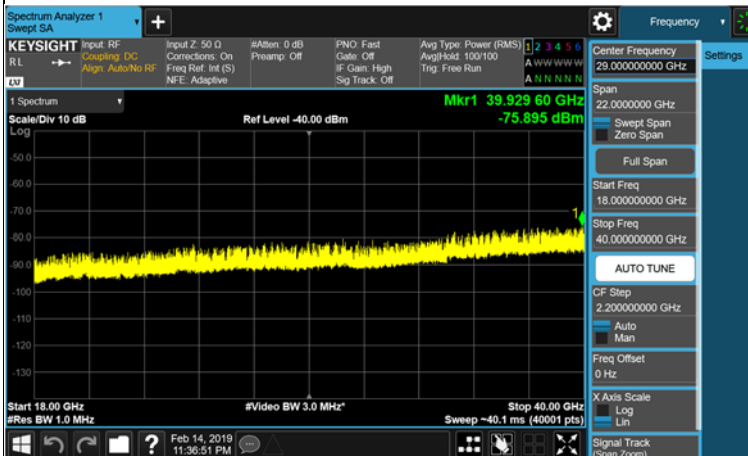 Spectrum Analyzer 1
Swept SA
+
Frequency
KEYSIGHT
RL
LXI
Input: RF
Coupling: DC
Align: Auto/No RF
Input Z: 50 Ω
Corrections: On
Freq Ref: Int (S)
NFE: Adaptive
#Atten: 0 dB
Preamp: Off
PNO: Fast
Gate: Off
IF Gain: High
Sig Track: Off
Avg Type: Power (RMS)
Avg|Hold: 100/100
Trig: Free Run
1 2 3 4 5 6
A W W W W W
A N N N N N
1 Spectrum
Scale/Div 10 dB
Log
Ref Level -40.00 dBm
Mkr1 39.929 60 GHz
-75.895 dBm
-50.0
-60.0
-70.0
-80.0
-90.0
-100
-110
-120
-130
1
Start 18.00 GHz
#Res BW 1.0 MHz
#Video BW 3.0 MHz*
Stop 40.00 GHz
Sweep ~40.1 ms (40001 pts)
?
Feb 14, 2019
11:36:51 PM
Center Frequency
29.000000000 GHz
Settings
Span
22.0000000 GHz
Swept Span
Zero Span
Full Span
Start Freq
18.000000000 GHz
Stop Freq
40.000000000 GHz
AUTO TUNE
CF Step
2.200000000 GHz
Auto
Man
Freq Offset
0 Hz
X Axis Scale
Log
Lin
Signal Track
(Span Zoom)